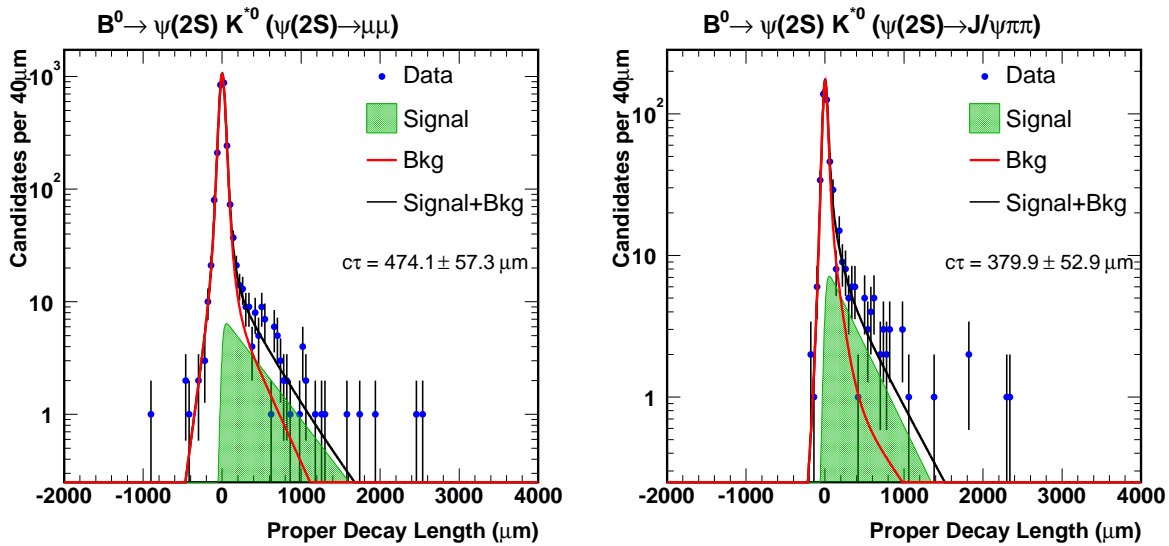 B⁰→ ψ(2S) K*⁰ (ψ(2S)→μμ)
Candidates per 40μm
10³
10²
10
1
Data
Signal
Bkg
Signal+Bkg
cτ = 474.1 ± 57.3 μm
-2000 -1000 0 1000 2000 3000 4000
Proper Decay Length (μm)
B⁰→ ψ(2S) K*⁰ (ψ(2S)→J/ψππ)
Candidates per 40μm
10²
10
1
Data
Signal
Bkg
Signal+Bkg
cτ = 379.9 ± 52.9 μm
-2000 -1000 0 1000 2000 3000 4000
Proper Decay Length (μm)